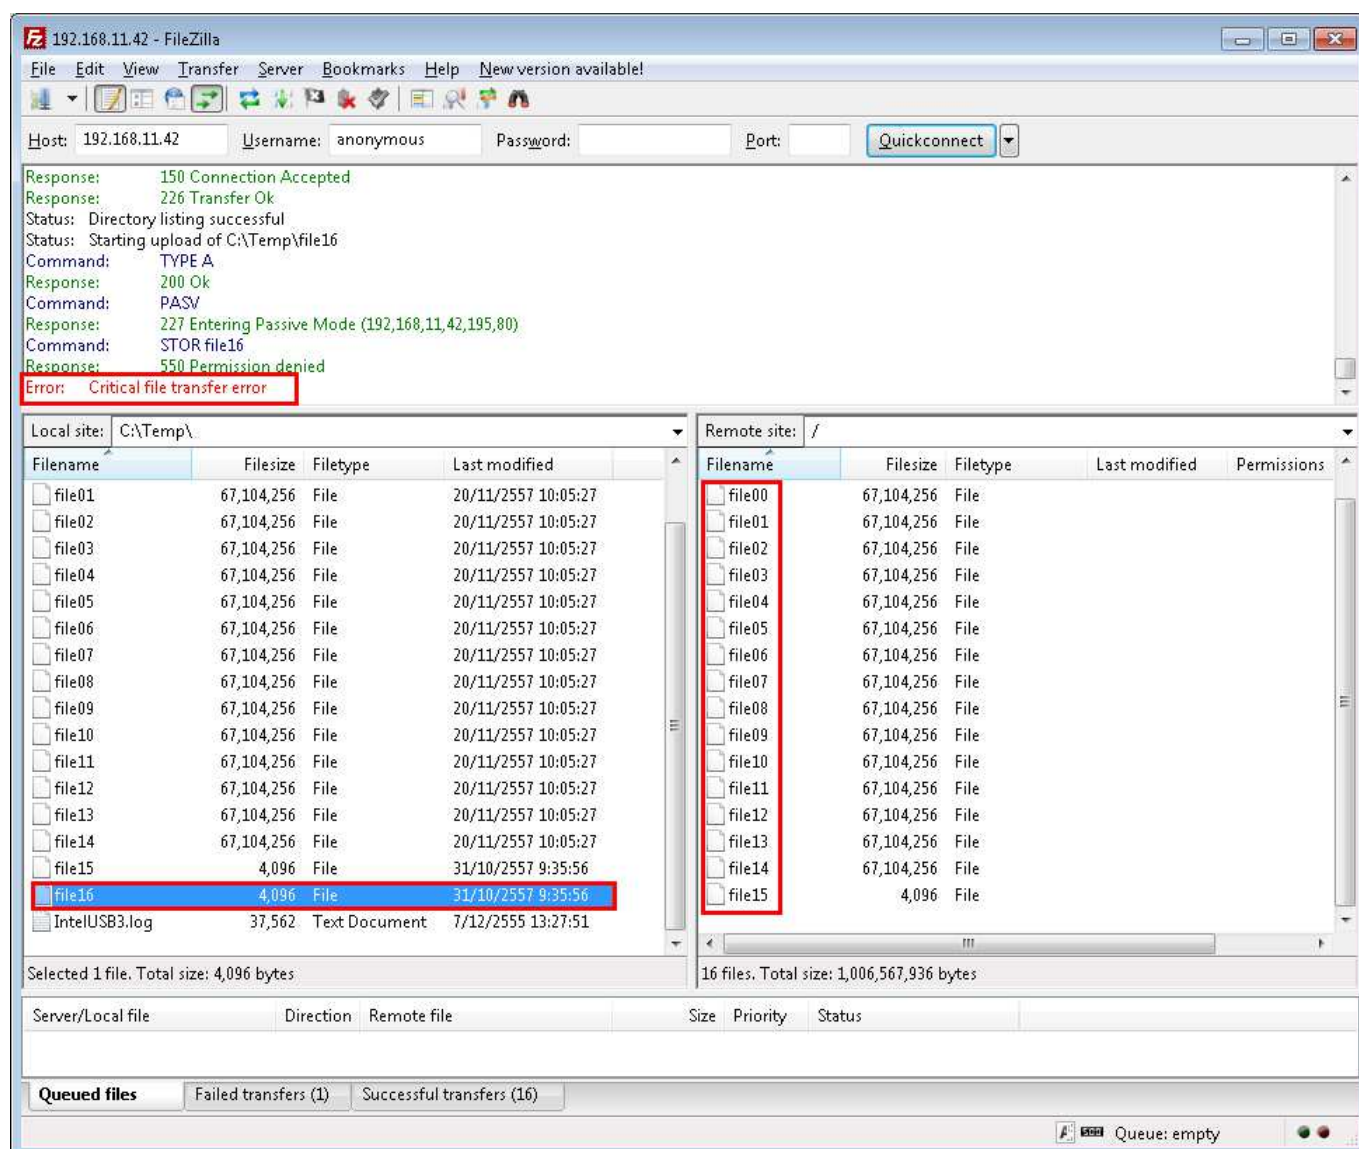 192.168.11.42 - FileZilla
File Edit View Transfer Server Bookmarks Help New version available!
Host: 192.168.11.42 Username: anonymous Password: Port: Quickconnect
Response: 150 Connection Accepted
Response: 226 Transfer Ok
Status: Directory listing successful
Status: Starting upload of C:\Temp\file16
Command: TYPE A
Response: 200 Ok
Command: PASV
Response: 227 Entering Passive Mode (192,168,11,42,195,80)
Command: STOR file16
Response: 550 Permission denied
Error: Critical file transfer error
Local site: C:\Temp\
Filename Filesize Filetype Last modified
file01 67,104,256 File 20/11/2557 10:05:27
file02 67,104,256 File 20/11/2557 10:05:27
file03 67,104,256 File 20/11/2557 10:05:27
file04 67,104,256 File 20/11/2557 10:05:27
file05 67,104,256 File 20/11/2557 10:05:27
file06 67,104,256 File 20/11/2557 10:05:27
file07 67,104,256 File 20/11/2557 10:05:27
file08 67,104,256 File 20/11/2557 10:05:27
file09 67,104,256 File 20/11/2557 10:05:27
file10 67,104,256 File 20/11/2557 10:05:27
file11 67,104,256 File 20/11/2557 10:05:27
file12 67,104,256 File 20/11/2557 10:05:27
file13 67,104,256 File 20/11/2557 10:05:27
file14 67,104,256 File 20/11/2557 10:05:27
file15 4,096 File 31/10/2557 9:35:56
file16 4,096 File 31/10/2557 9:35:56
IntelUSB3.log 37,562 Text Document 7/12/2555 13:27:51
Selected 1 file. Total size: 4,096 bytes
Remote site: /
Filename Filesize Filetype Last modified Permissions
file00 67,104,256 File
file01 67,104,256 File
file02 67,104,256 File
file03 67,104,256 File
file04 67,104,256 File
file05 67,104,256 File
file06 67,104,256 File
file07 67,104,256 File
file08 67,104,256 File
file09 67,104,256 File
file10 67,104,256 File
file11 67,104,256 File
file12 67,104,256 File
file13 67,104,256 File
file14 67,104,256 File
file15 4,096 File
16 files. Total size: 1,006,567,936 bytes
Server/Local file Direction Remote file Size Priority Status
Queued files Failed transfers (1) Successful transfers (16)
Queue: empty